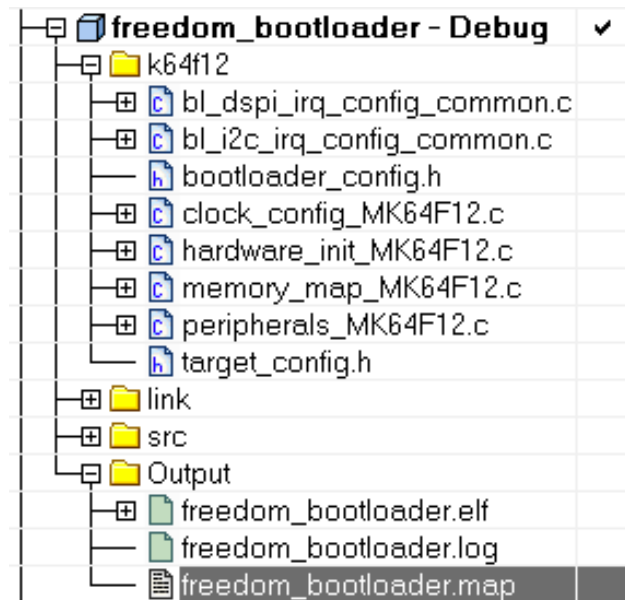 freedom_bootloader - Debug
k64f12
bl_dspi_irq_config_common.c
bl_i2c_irq_config_common.c
bootloader_config.h
clock_config_MK64F12.c
hardware_init_MK64F12.c
memory_map_MK64F12.c
peripherals_MK64F12.c
target_config.h
link
src
Output
freedom_bootloader.elf
freedom_bootloader.log
freedom_bootloader.map